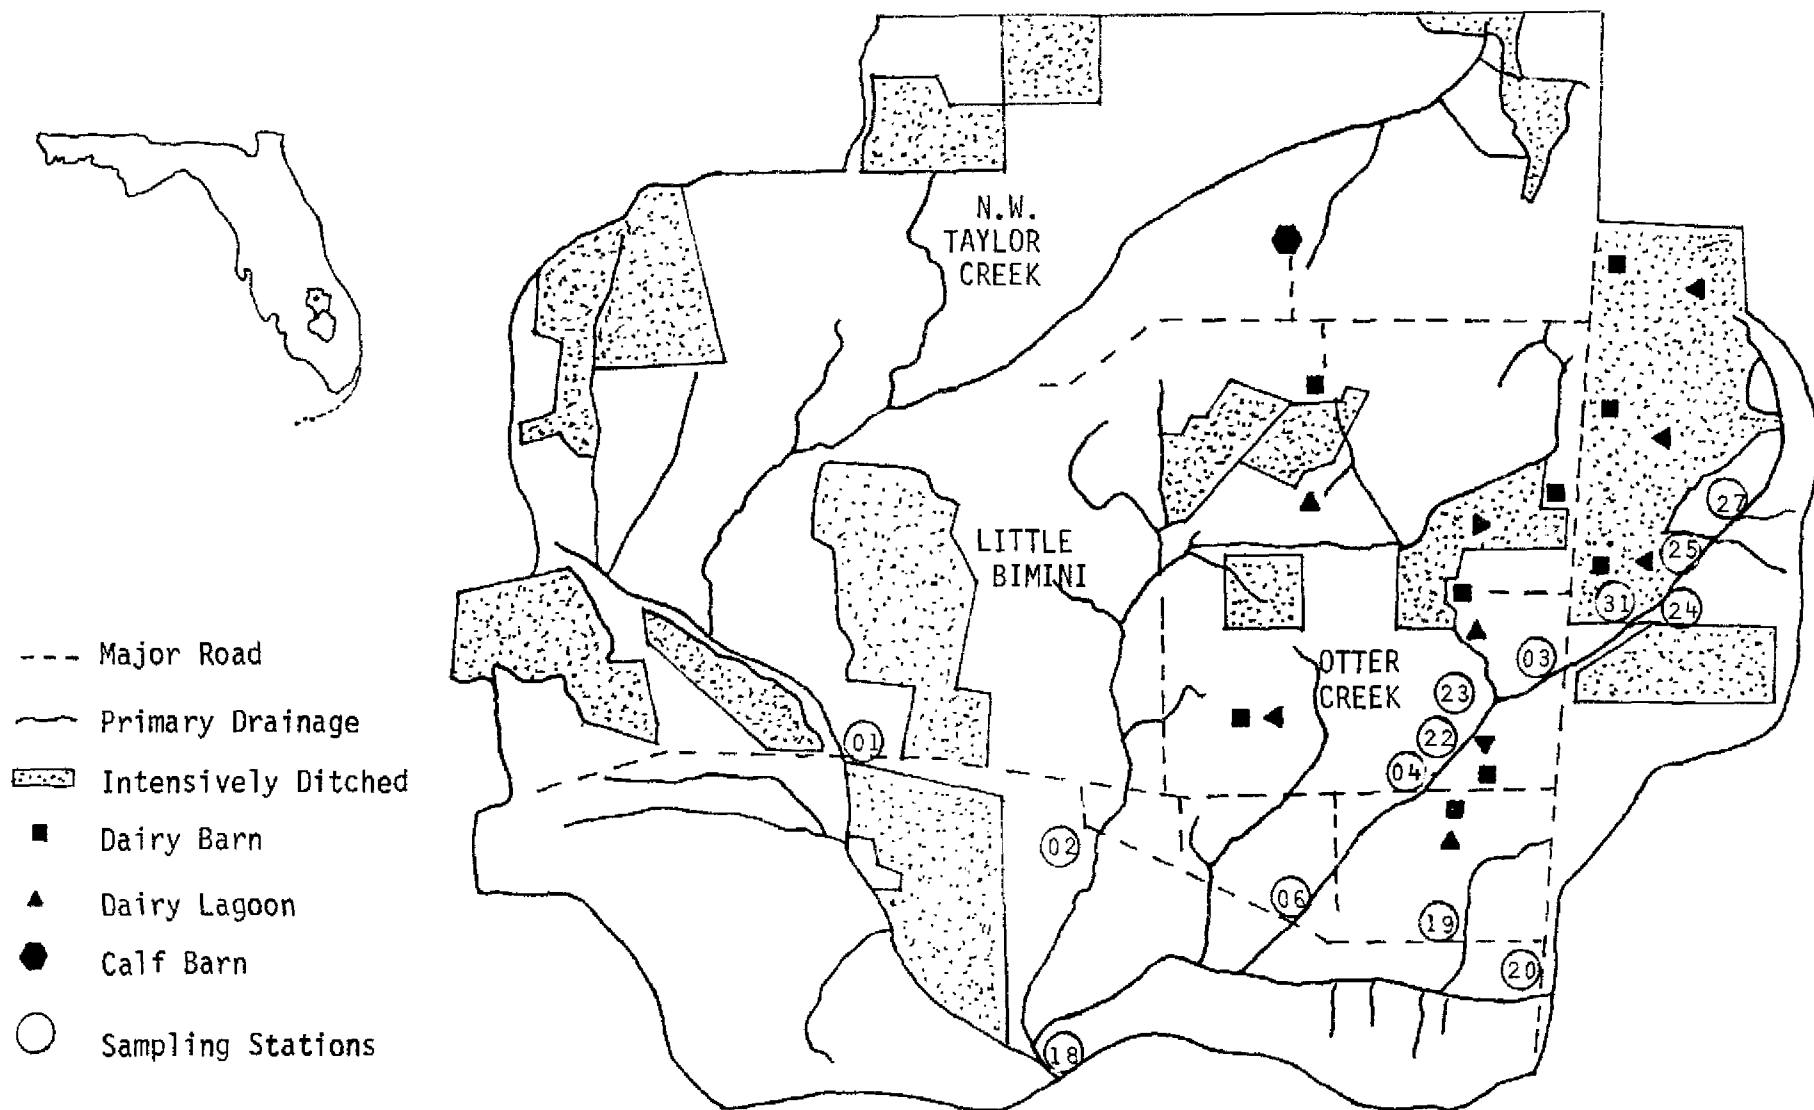 N.W.
TAYLOR
CREEK
LITTLE
BIMINI
OTTER
CREEK
27
25
31
24
03
23
22
04
01
02
06
19
20
18
Major Road
Primary Drainage
Intensively Ditched
Dairy Barn
Dairy Lagoon
Calf Barn
Sampling Stations